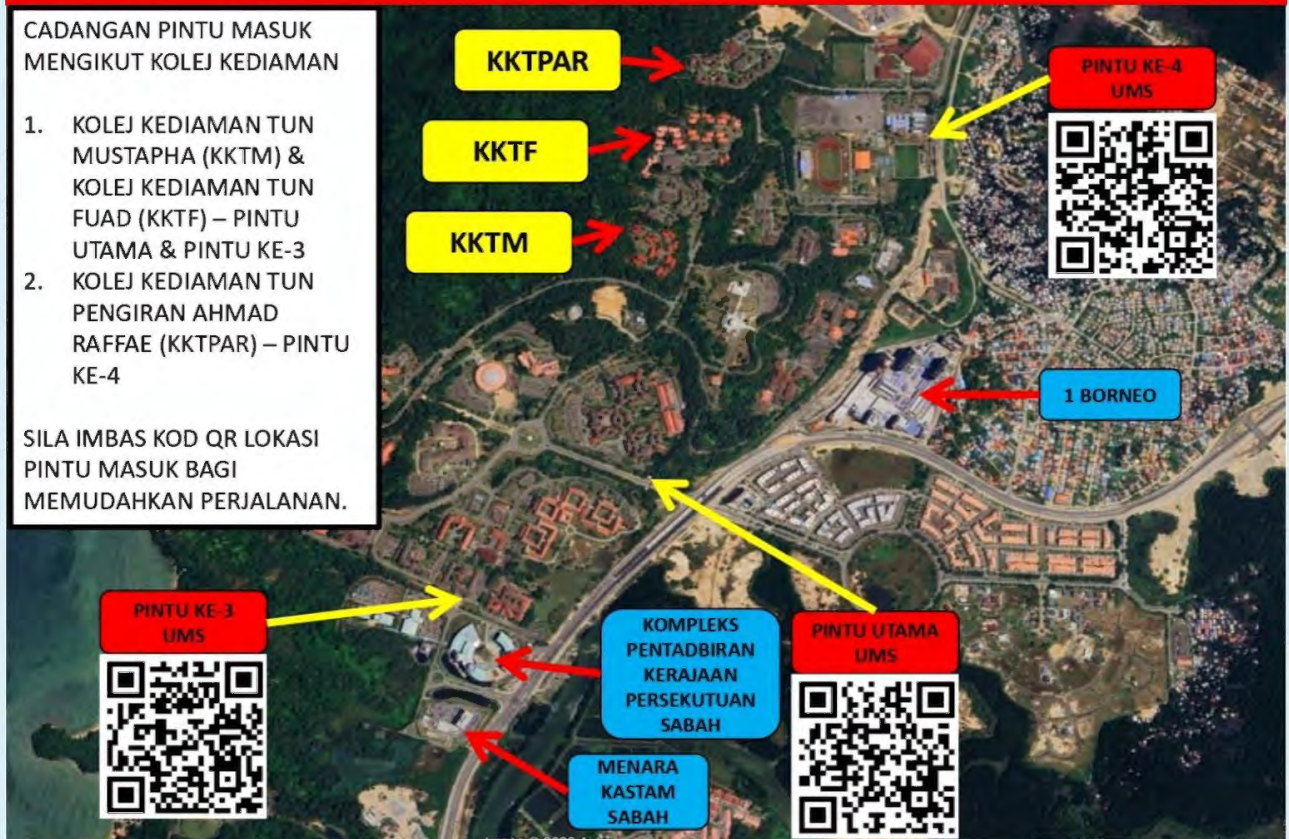 CADANGAN PINTU MASUK
MENGIKUT KOLEJ KEDIAMAN
1. KOLEJ KEDIAMAN TUN
MUSTAPHA (KKTM) &
KOLEJ KEDIAMAN TUN
FUAD (KKTF) – PINTU
UTAMA & PINTU KE-3
2. KOLEJ KEDIAMAN TUN
PENGIRAN AHMAD
RAFFAE (KKTPAR) – PINTU
KE-4
SILA IMBAS KOD QR LOKASI
PINTU MASUK BAGI
MEMUDAHKAN PERJALANAN.
KKTPAR
KKTF
KKTM
PINTU KE-4
UMS
1 BORNEO
PINTU KE-3
UMS
KOMPLEKS
PENTADBIRAN
KERAJAAN
PERSEKUTUAN
SABAH
PINTU UTAMA
UMS
MENARA
KASTAM
SABAH